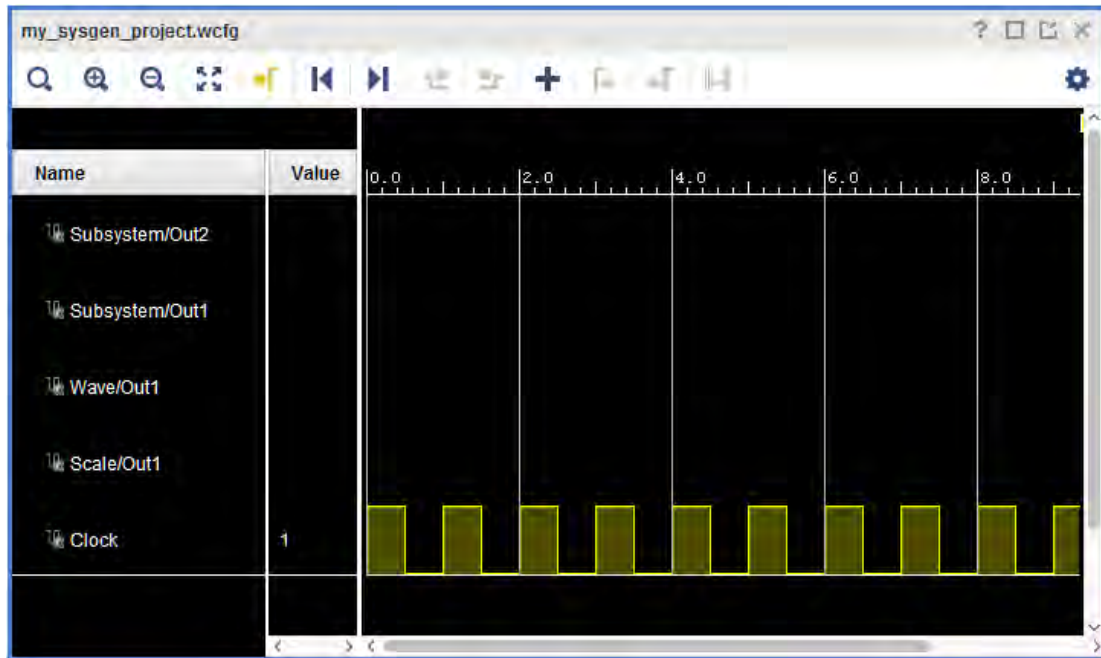 my_sysgen_project.wcfg
?
Name Value 0.0 2.0 4.0 6.0 8.0
Subsystem/Out2
Subsystem/Out1
Wave/Out1
Scale/Out1
Clock 1